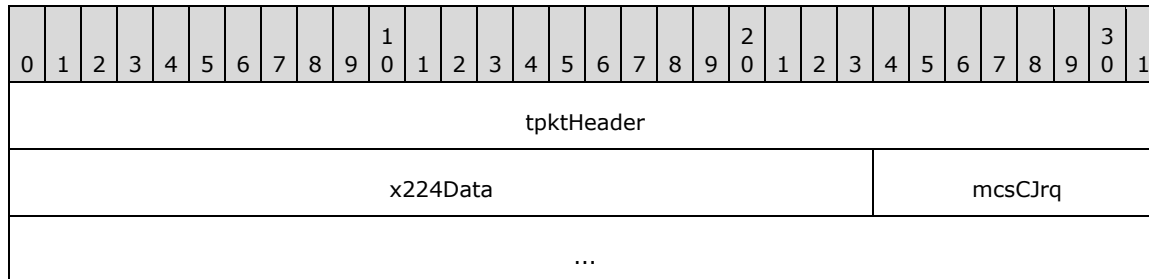 1 2 3
0 1 2 3 4 5 6 7 8 9 0 1 2 3 4 5 6 7 8 9 0 1 2 3 4 5 6 7 8 9 0 1
tpktHeader
x224Data mcsCJrq
...